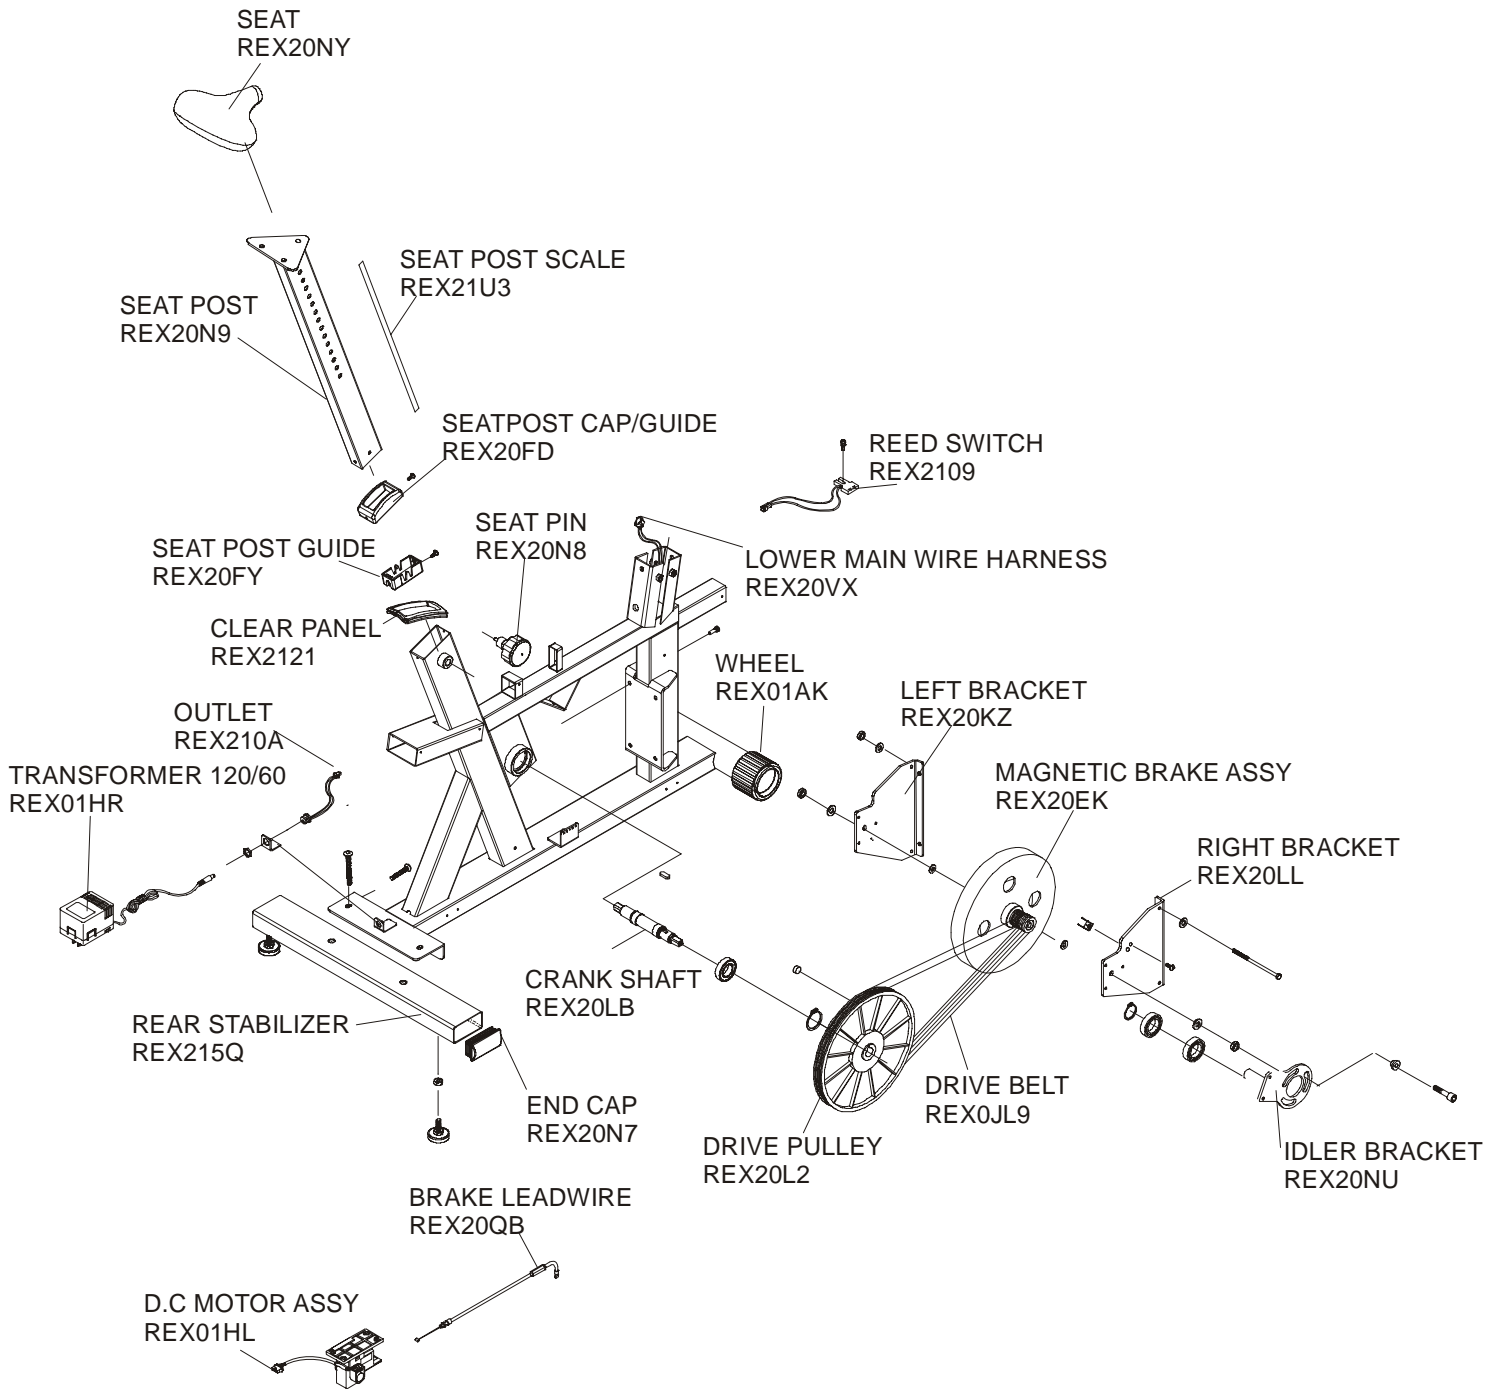 SEAT
REX20NY
SEAT POST SCALE
REX21U3
SEAT POST
REX20N9
SEATPOST CAP/GUIDE
REX20FD
REED SWITCH
REX2109
SEAT PIN
REX20N8
SEAT POST GUIDE
REX20FY
LOWER MAIN WIRE HARNESS
REX20VX
CLEAR PANEL
REX2121
WHEEL
REX01AK
LEFT BRACKET
REX20KZ
OUTLET
REX210A
TRANSFORMER 120/60
REX01HR
MAGNETIC BRAKE ASSY
REX20EK
RIGHT BRACKET
REX20LL
CRANK SHAFT
REX20LB
REAR STABILIZER
REX215Q
DRIVE BELT
REX0JL9
END CAP
REX20N7
DRIVE PULLEY
REX20L2
IDLER BRACKET
REX20NU
BRAKE LEADWIRE
REX20QB
D.C MOTOR ASSY
REX01HL